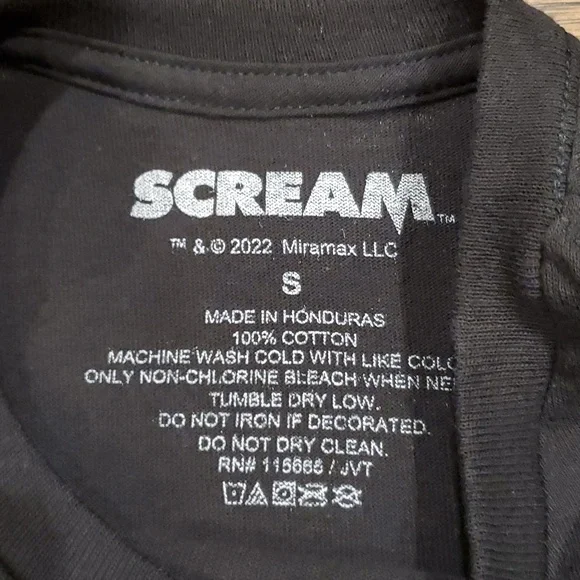 SCREAM™
™ & © 2022 Miramax LLC
S
MADE IN HONDURAS
100% COTTON
MACHINE WASH COLD WITH LIKE
ONLY NON-CHLORINE BLEACH WHEN
TUMBLE DRY LOW.
DO NOT IRON IF DECORATED.
DO NOT DRY CLEAN.
RN# / JVT